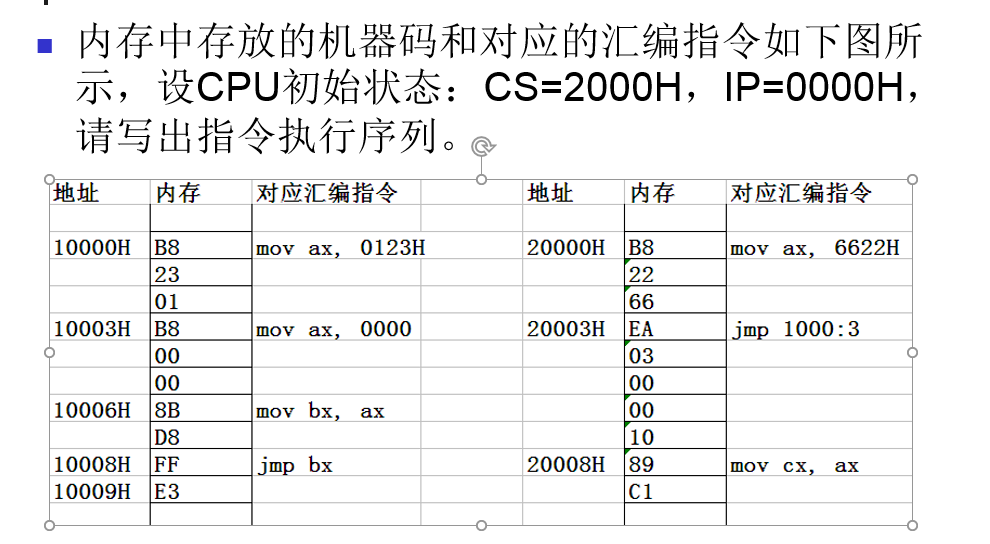 内存中存放的机器码和对应的汇编指令如下图所
示，设CPU初始状态：CS=2000H，IP=0000H，
请写出指令执行序列。
地址 内存 对应汇编指令 地址 内存 对应汇编指令
10000H B8 mov ax, 0123H 20000H B8 mov ax, 6622H
23 22
01 66
10003H B8 mov ax, 0000 20003H EA jmp 1000:3
00 03
00 00
10006H 8B mov bx, ax 00
D8 10
10008H FF jmp bx 20008H 89 mov cx, ax
10009H E3 C1